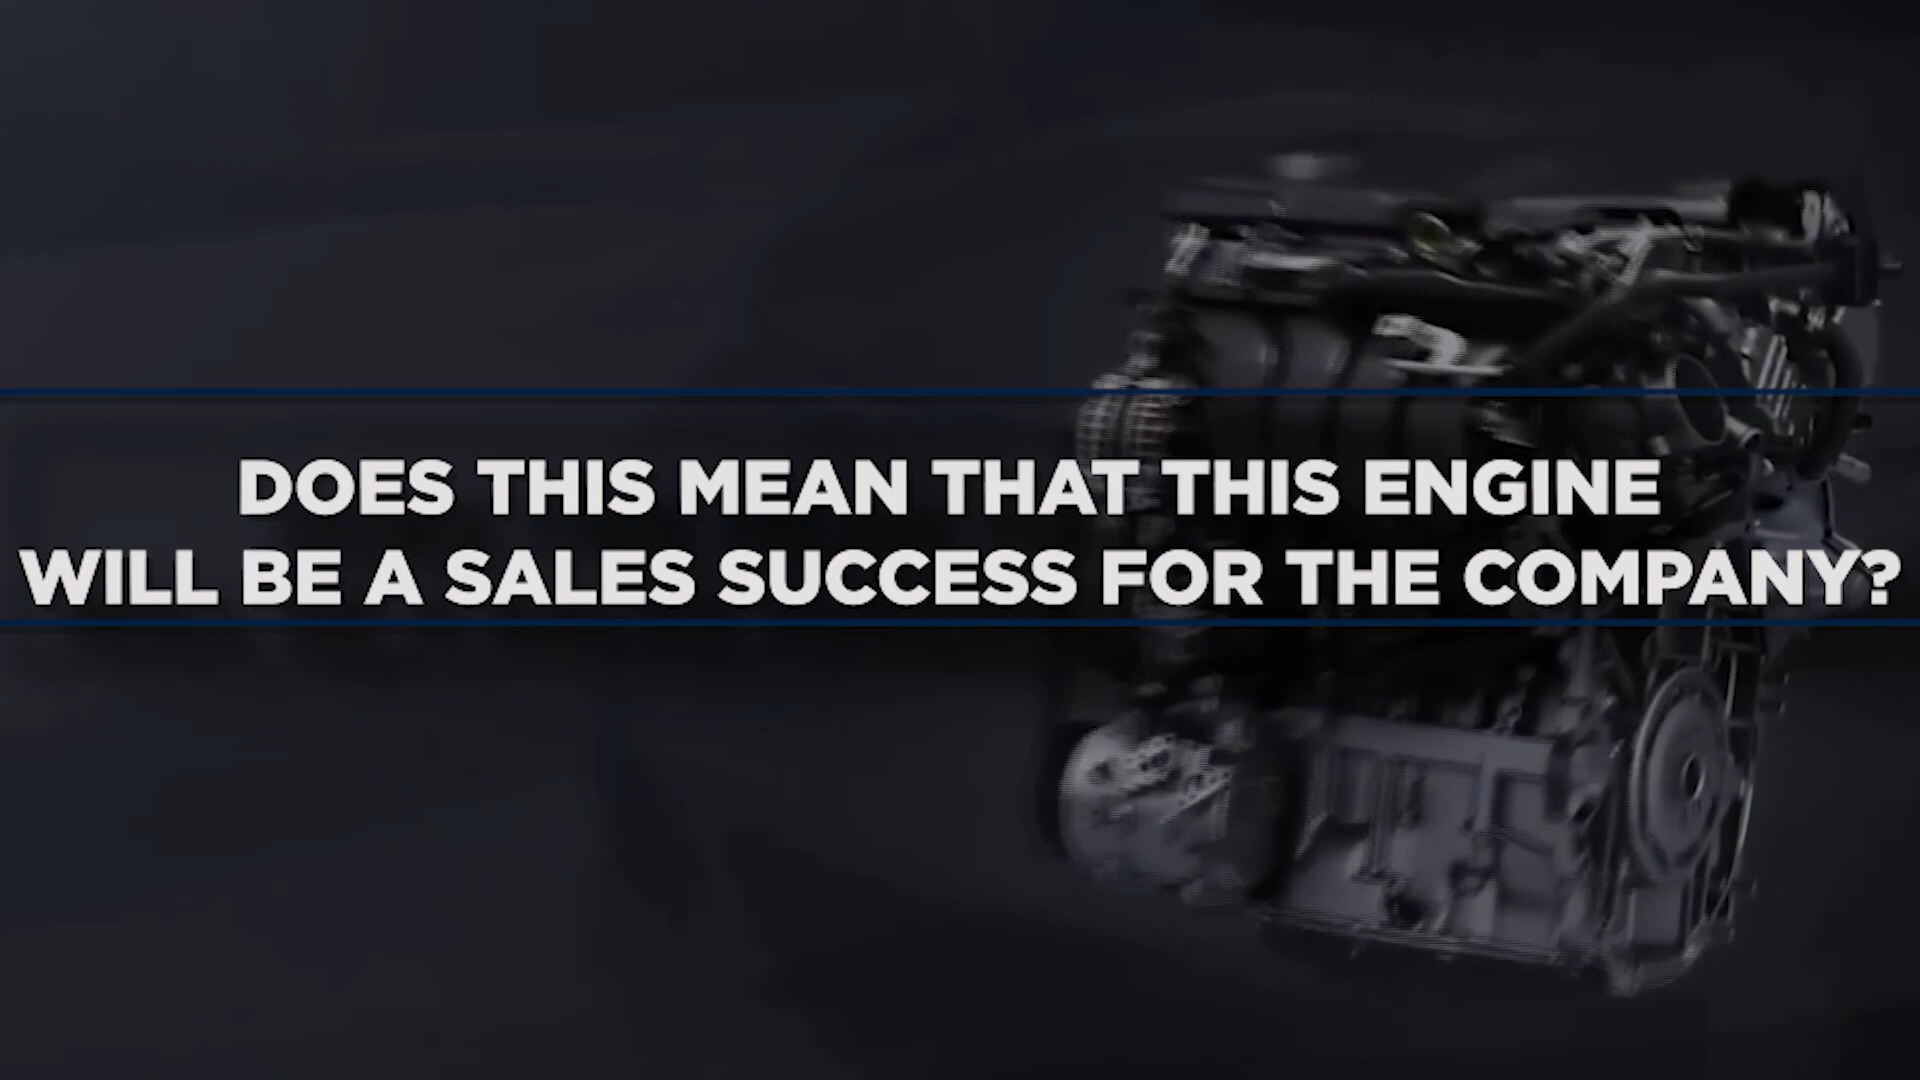 DOES THIS MEAN THAT THIS ENGINE
WILL BE A SALES SUCCESS FOR THE COMPANY?